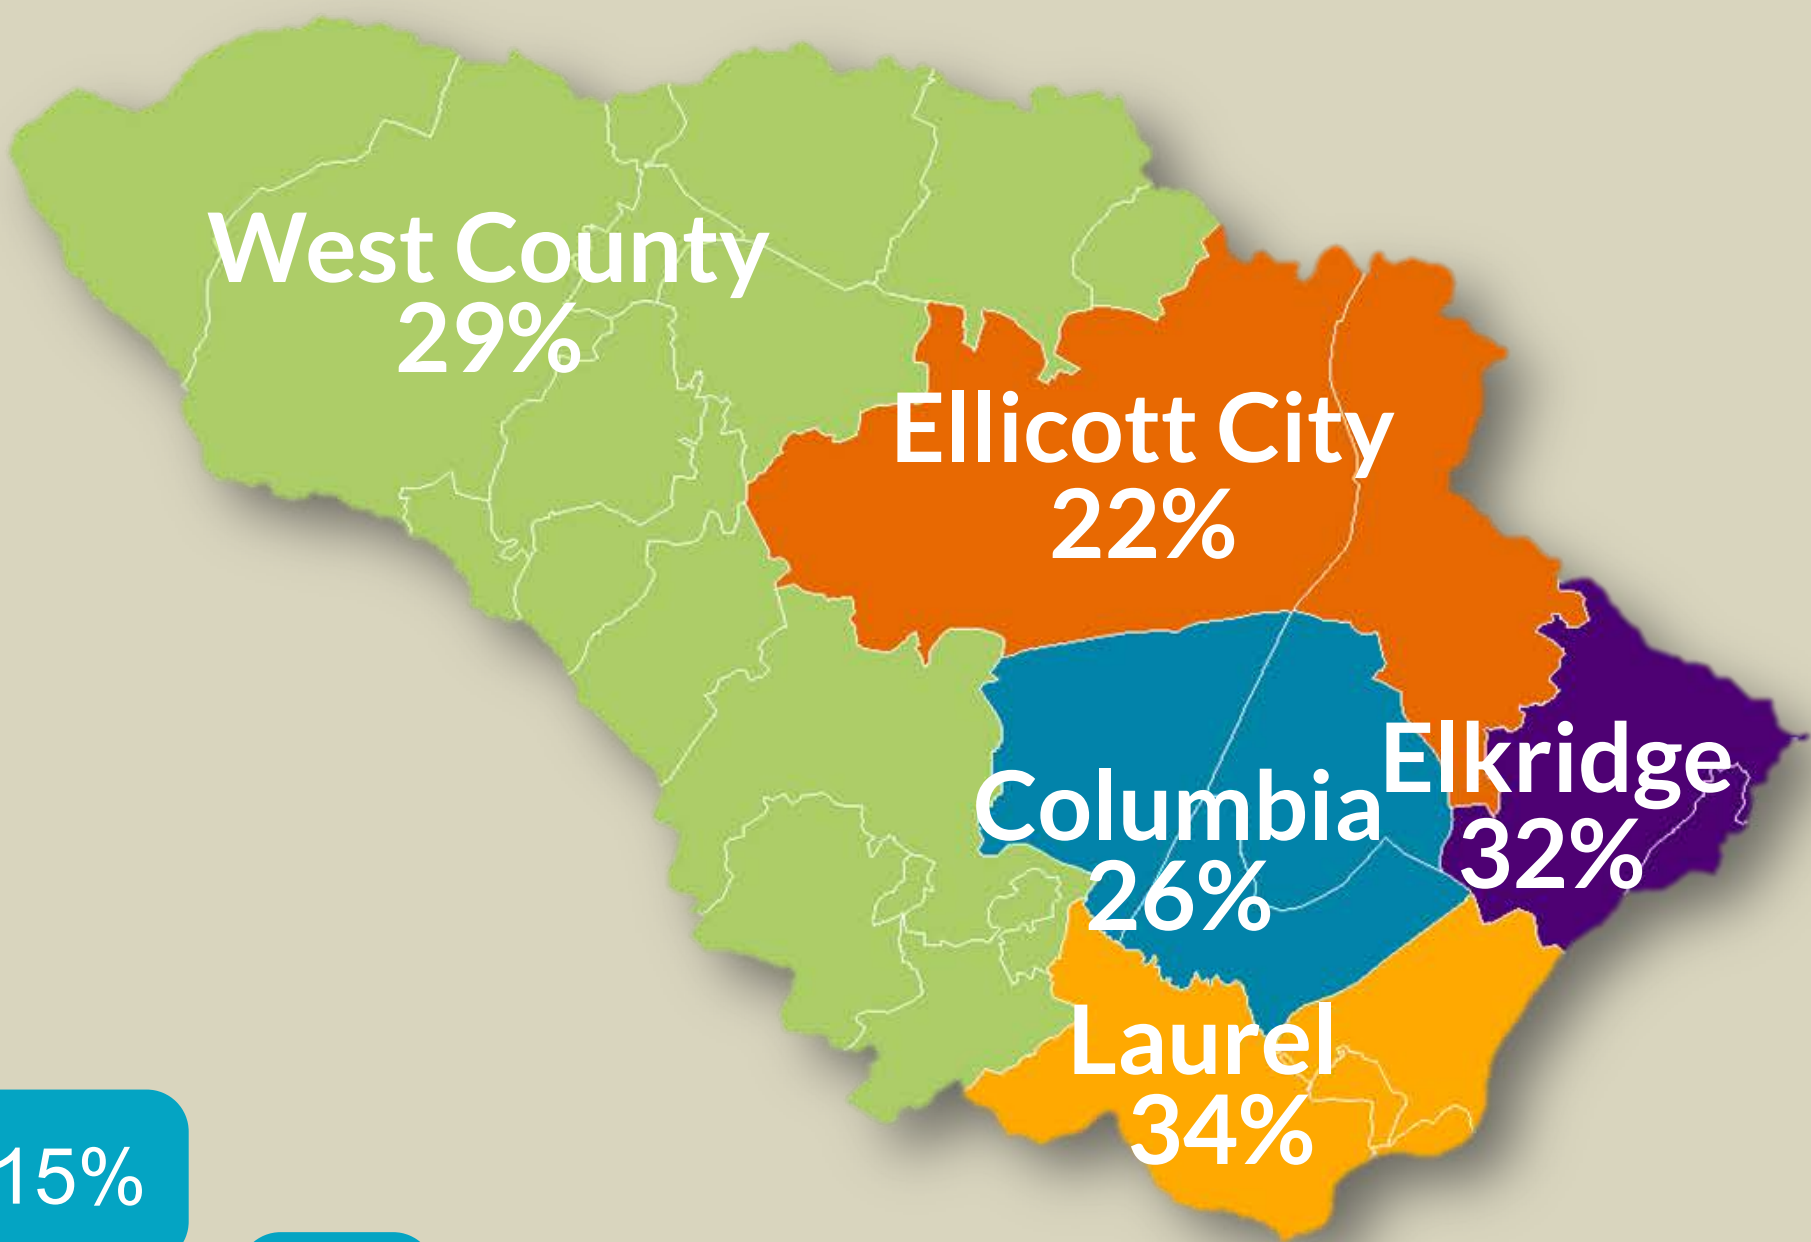 West County
29%
Ellicott City
22%
Elkridge
32%
Columbia
26%
Laurel
34%
15%